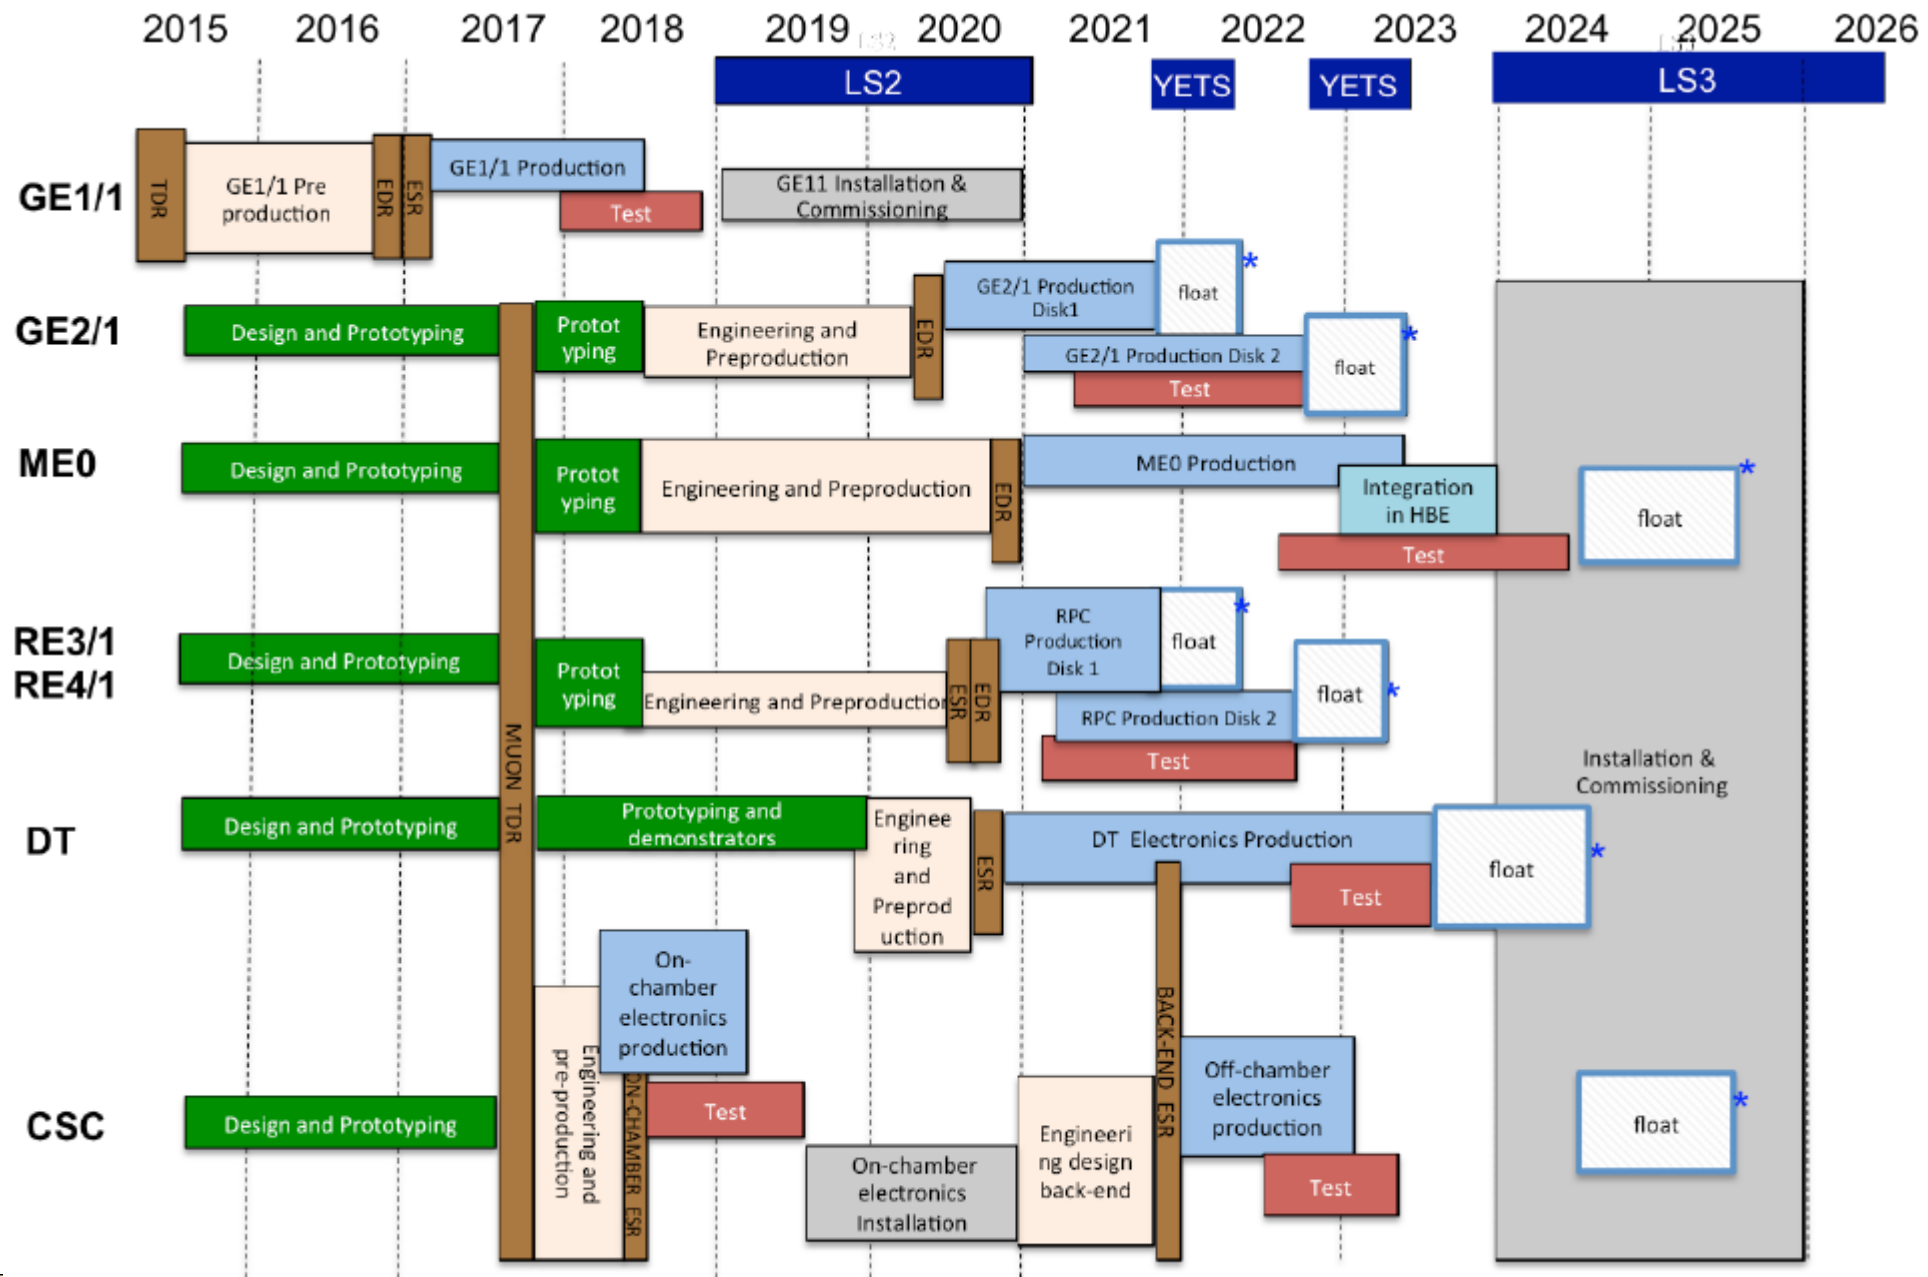 2015 2016 2017 2018 2019 2020 2021 2022 2023 2024 2025 2026
LS2
YETS
YETS
LS3
GE1/1
TDR
GE1/1 Pre
production
EDR
ESR
GE1/1 Production
Test
GE11 Installation &
Commissioning
GE2/1
Design and Prototyping
Protot
yping
Engineering and
Preproduction
EDR
GE2/1 Production
Disk1
float
*
GE2/1 Production Disk 2
Test
float
*
ME0
Design and Prototyping
Protot
yping
Engineering and Preproduction
EDR
ME0 Production
Integration
in HBE
Test
float
*
RE3/1
RE4/1
Design and Prototyping
Protot
yping
Engineering and Preproduction
ESR
EDR
RPC
Production
Disk 1
float
*
RPC Production Disk 2
Test
float
*
MUON TDR
Installation &
Commissioning
DT
Design and Prototyping
Prototyping and
demonstrators
Enginee
ring
and
Preprod
uction
ESR
DT Electronics Production
Test
float
*
CSC
Design and Prototyping
Engineering and
pre-production
ON-CHAMBER ESR
On-
chamber
electronics
production
Test
On-chamber
electronics
Installation
Engineeri
ng design
back-end
BACK-END ESR
Off-chamber
electronics
production
Test
float
*